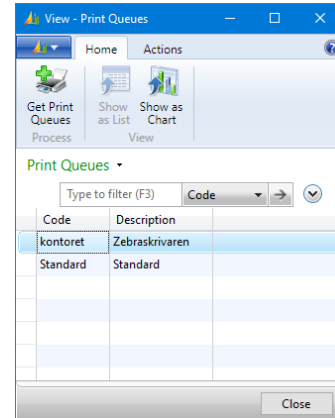 View - Print Queues
Home Actions
Get Print Queues
Show as List
Show as Chart
Process
View
Print Queues
Type to filter (F3) Code
Code Description
kontoret Zebraskrivaren
Standard Standard
Close